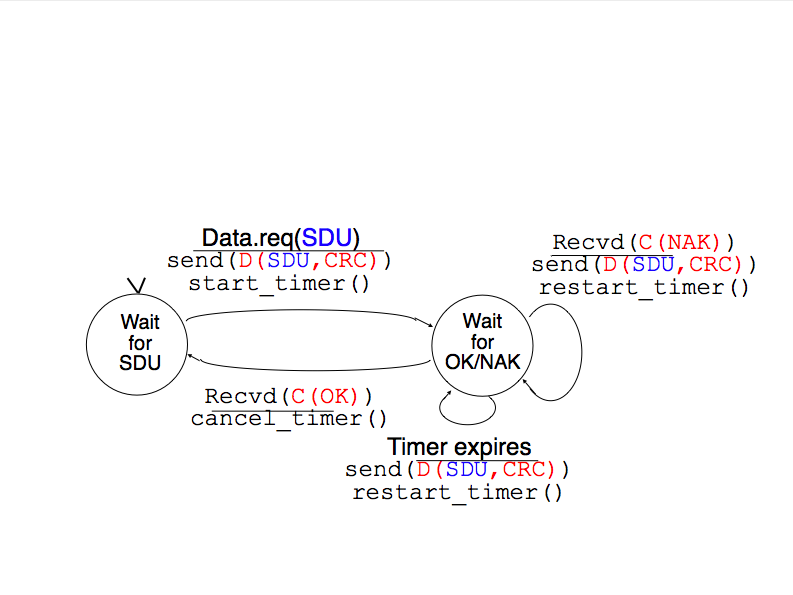 Data.req(SDU)
send(D(SDU,CRC))
start_timer()
Recvd(C(NAK))
send(D(SDU,CRC))
restart_timer()
Wait
for
SDU
Wait
for
OK/NAK
Recvd(C(OK))
cancel_timer()
Timer expires
send(D(SDU,CRC))
restart_timer()